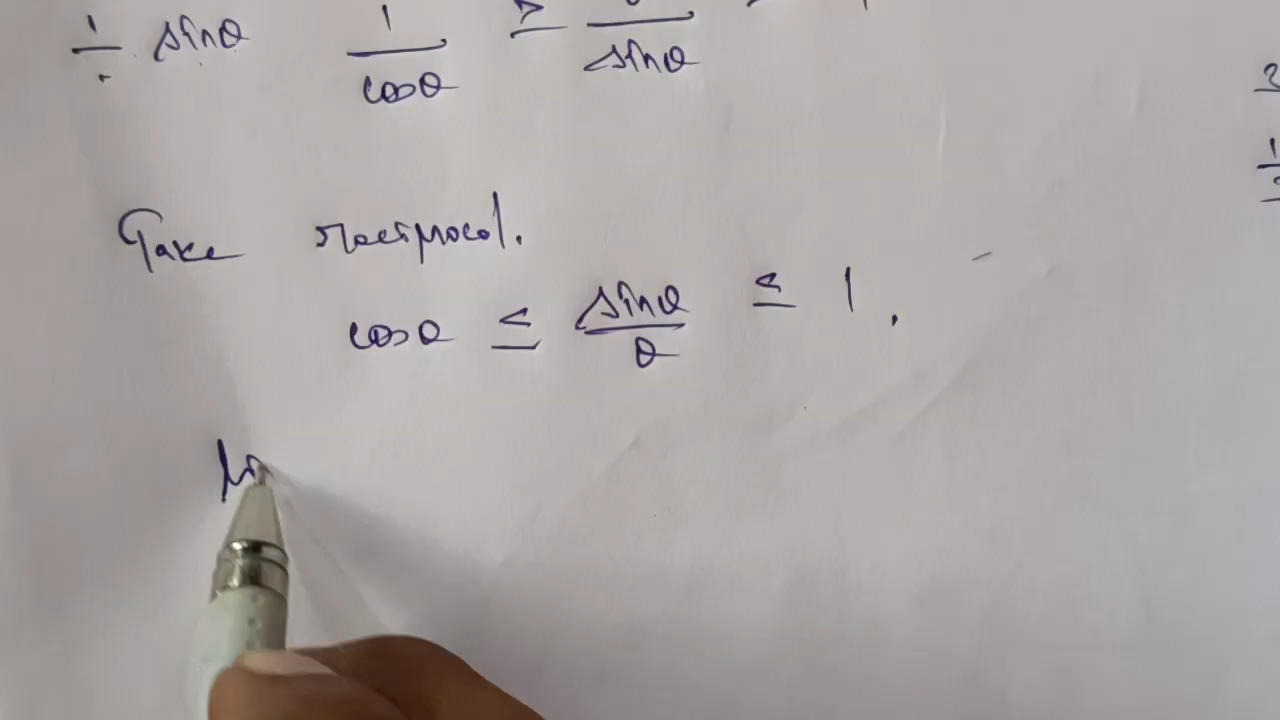 ÷ sinθ 1/cosθ ≥ θ/sinθ ≥ 1
Take reciprocal.
cosθ ≤ sinθ/θ ≤ 1.